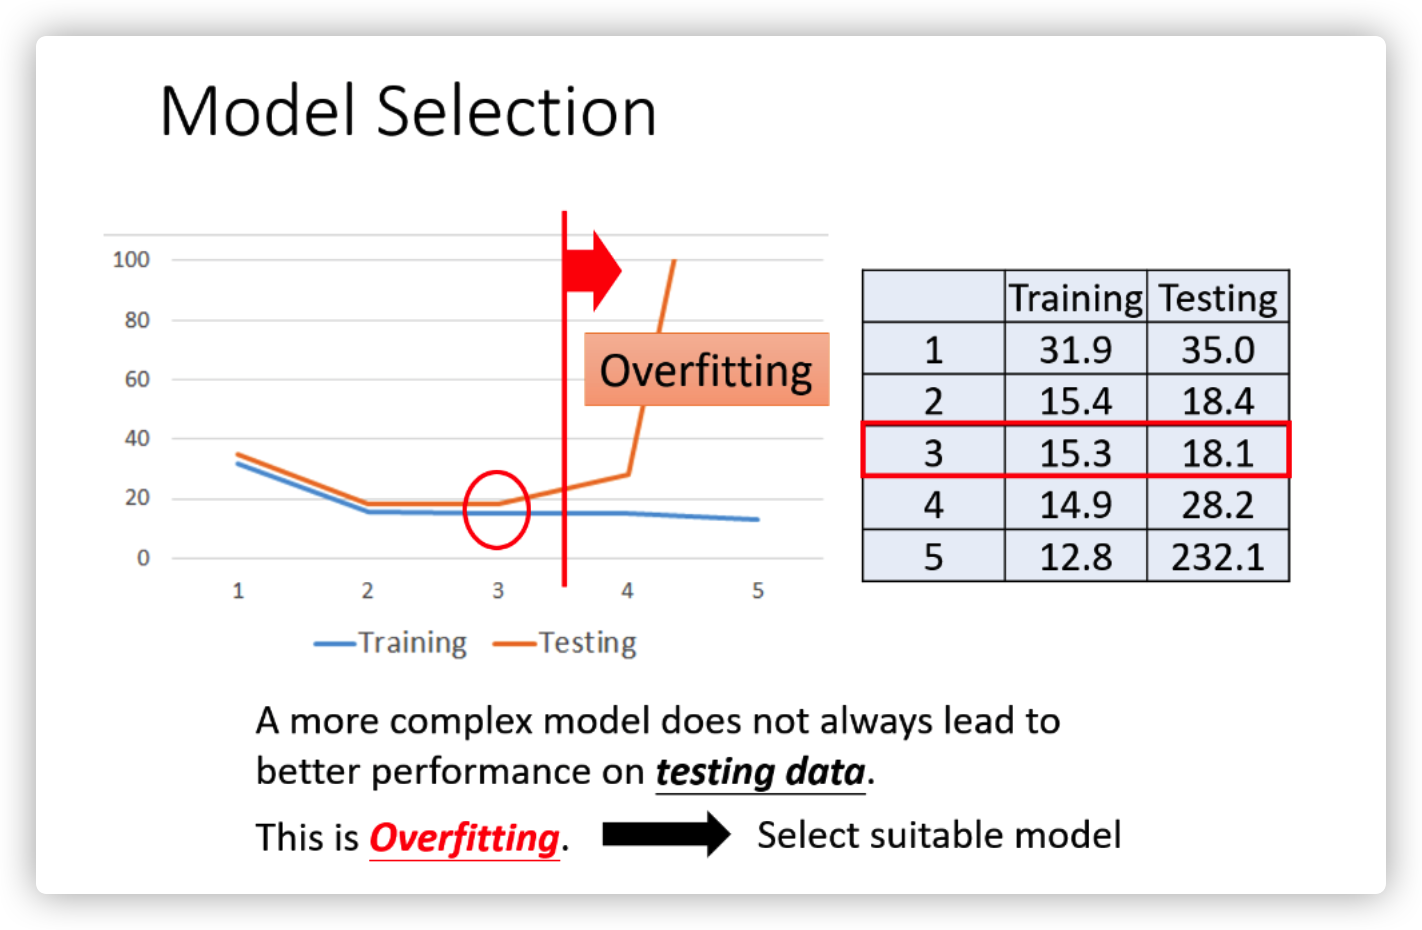 Model Selection
100
80
60
40
20
0
1 2 3 4 5
Overfitting
Training Testing
Training Testing
1 31.9 35.0
2 15.4 18.4
3 15.3 18.1
4 14.9 28.2
5 12.8 232.1
A more complex model does not always lead to
better performance on testing data.
This is Overfitting. Select suitable model